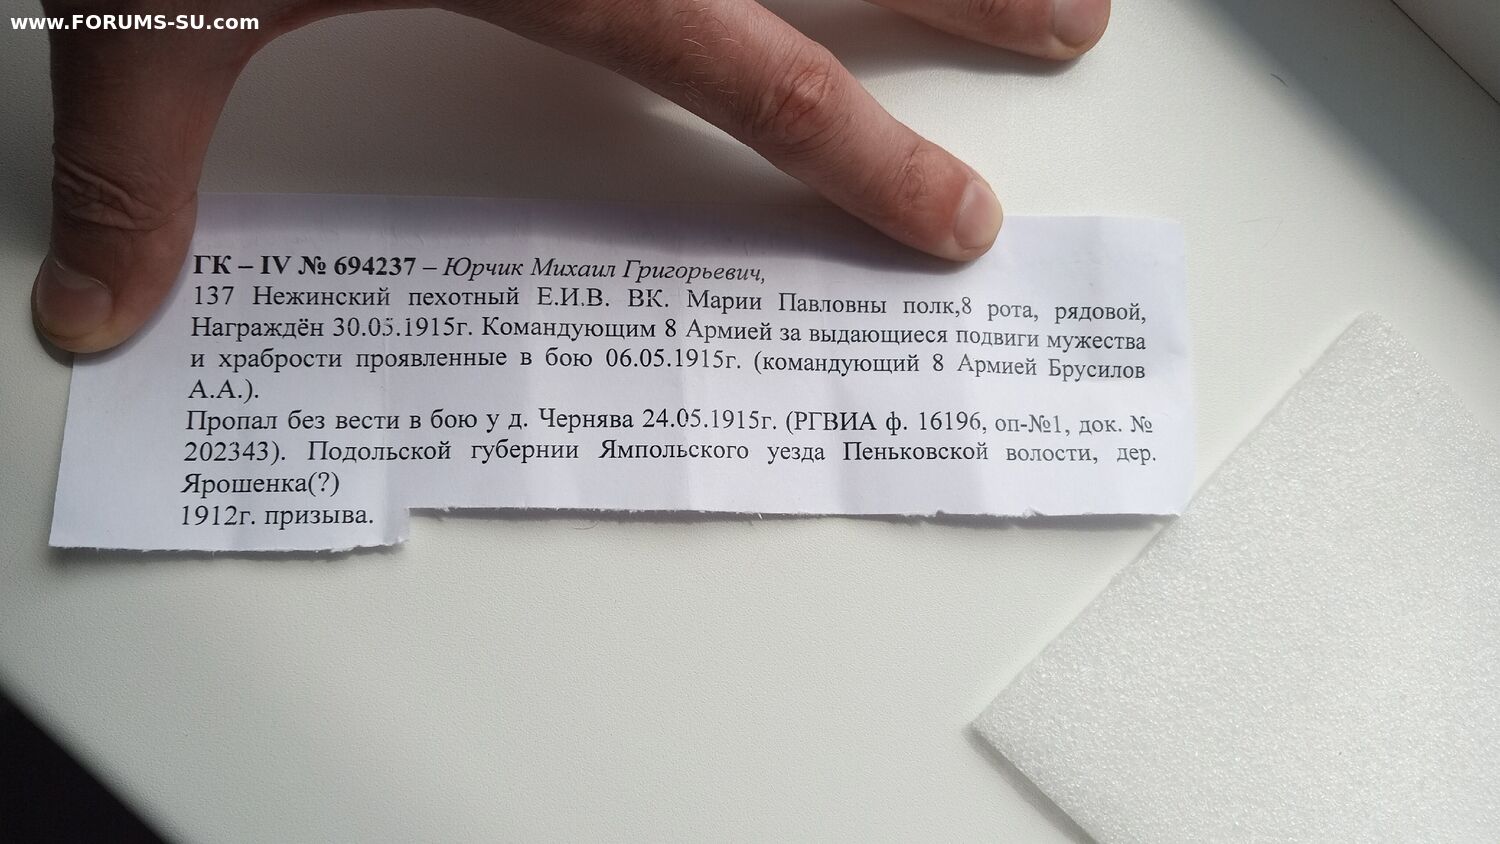 www.FORUMS-SU.com
ГК – IV № 694237 – Юрчик Михаил Григорьевич,
137 Нежинский пехотный Е.И.В. ВК. Марии Павловны полк,8 рота, рядовой,
Награждён 30.05.1915г. Командующим 8 Армией за выдающиеся подвиги мужества
и храбрости проявленные в бою 06.05.1915г. (командующий 8 Армией Брусилов
А.А.).
Пропал без вести в бою у д. Чернява 24.05.1915г. (РГВИА ф. 16196, оп-№1, док. №
202343). Подольской губернии Ямпольского уезда Пеньковской волости, дер.
Ярошенка(?)
1912г. призыва.